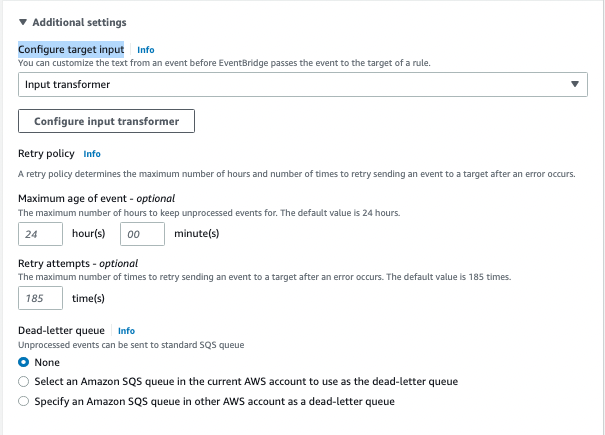 Additional settings
Configure target input Info
You can customize the text from an event before EventBridge passes the event to the target of a rule.
Input transformer
Configure input transformer
Retry policy Info
A retry policy determines the maximum number of hours and number of times to retry sending an event to a target after an error occurs.
Maximum age of event - optional
The maximum number of hours to keep unprocessed events for. The default value is 24 hours.
24 hour(s) 00 minute(s)
Retry attempts - optional
The maximum number of times to retry sending an event to a target after an error occurs. The default value is 185 times.
185 time(s)
Dead-letter queue Info
Unprocessed events can be sent to standard SQS queue
None
Select an Amazon SQS queue in the current AWS account to use as the dead-letter queue
Specify an Amazon SQS queue in other AWS account as a dead-letter queue